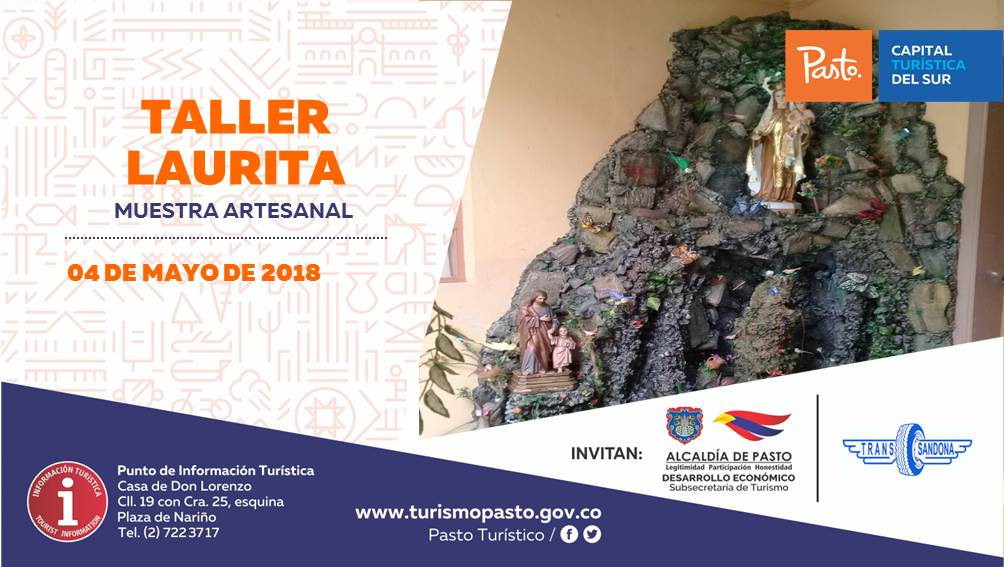 Pasto.
CAPITAL
TURÍSTICA
DEL SUR
TALLER
LAURITA
MUESTRA ARTESANAL
04 DE MAYO DE 2018
INFORMACIÓN TURÍSTICA
TOURIST INFORMATION
Punto de Información Turística
Casa de Don Lorenzo
Cll. 19 con Cra. 25, esquina
Plaza de Nariño
Tel. (2) 722 3717
www.turismopasto.gov.co
Pasto Turístico /
INVITAN:
ALCALDÍA DE PASTO
Legitimidad Participación Honestidad
DESARROLLO ECONÓMICO
Subsecretaría de Turismo
TRANS SANDONA